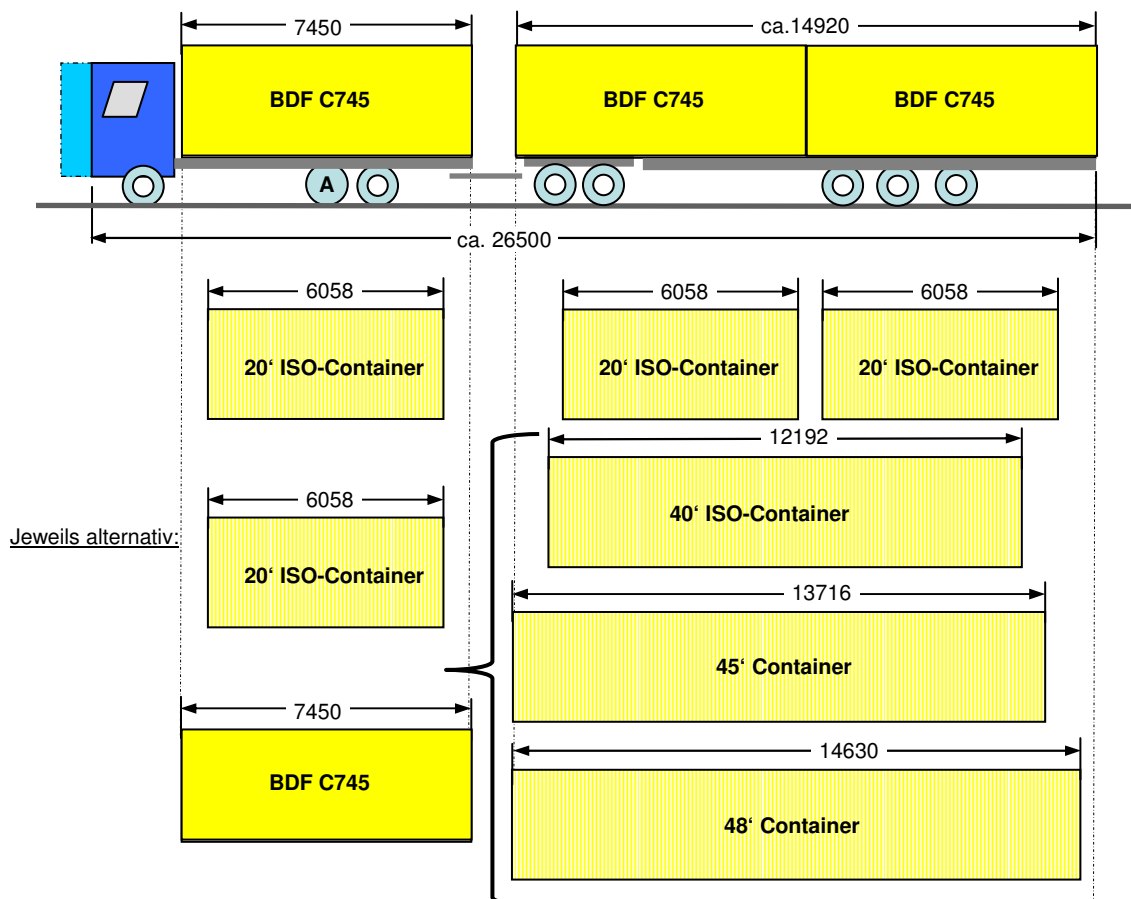 7450
ca.14920
BDF C745
BDF C745
BDF C745
A
ca. 26500
6058
6058
6058
20‘ ISO-Container
20‘ ISO-Container
20‘ ISO-Container
12192
40‘ ISO-Container
6058
Jeweils alternativ:
20‘ ISO-Container
13716
45‘ Container
7450
BDF C745
14630
48‘ Container